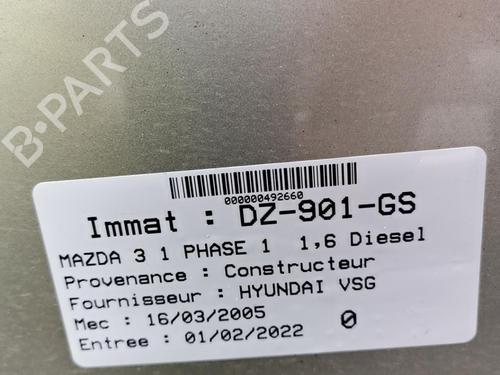 B-PARTS
000000492660
Immat : DZ-901-GS
MAZDA 3 1 PHASE 1 1,6 Diesel
Provenance : Constructeur
Fournisseur : HYUNDAI VSG
Mec : 16/03/2005 0
Entree : 01/02/2022